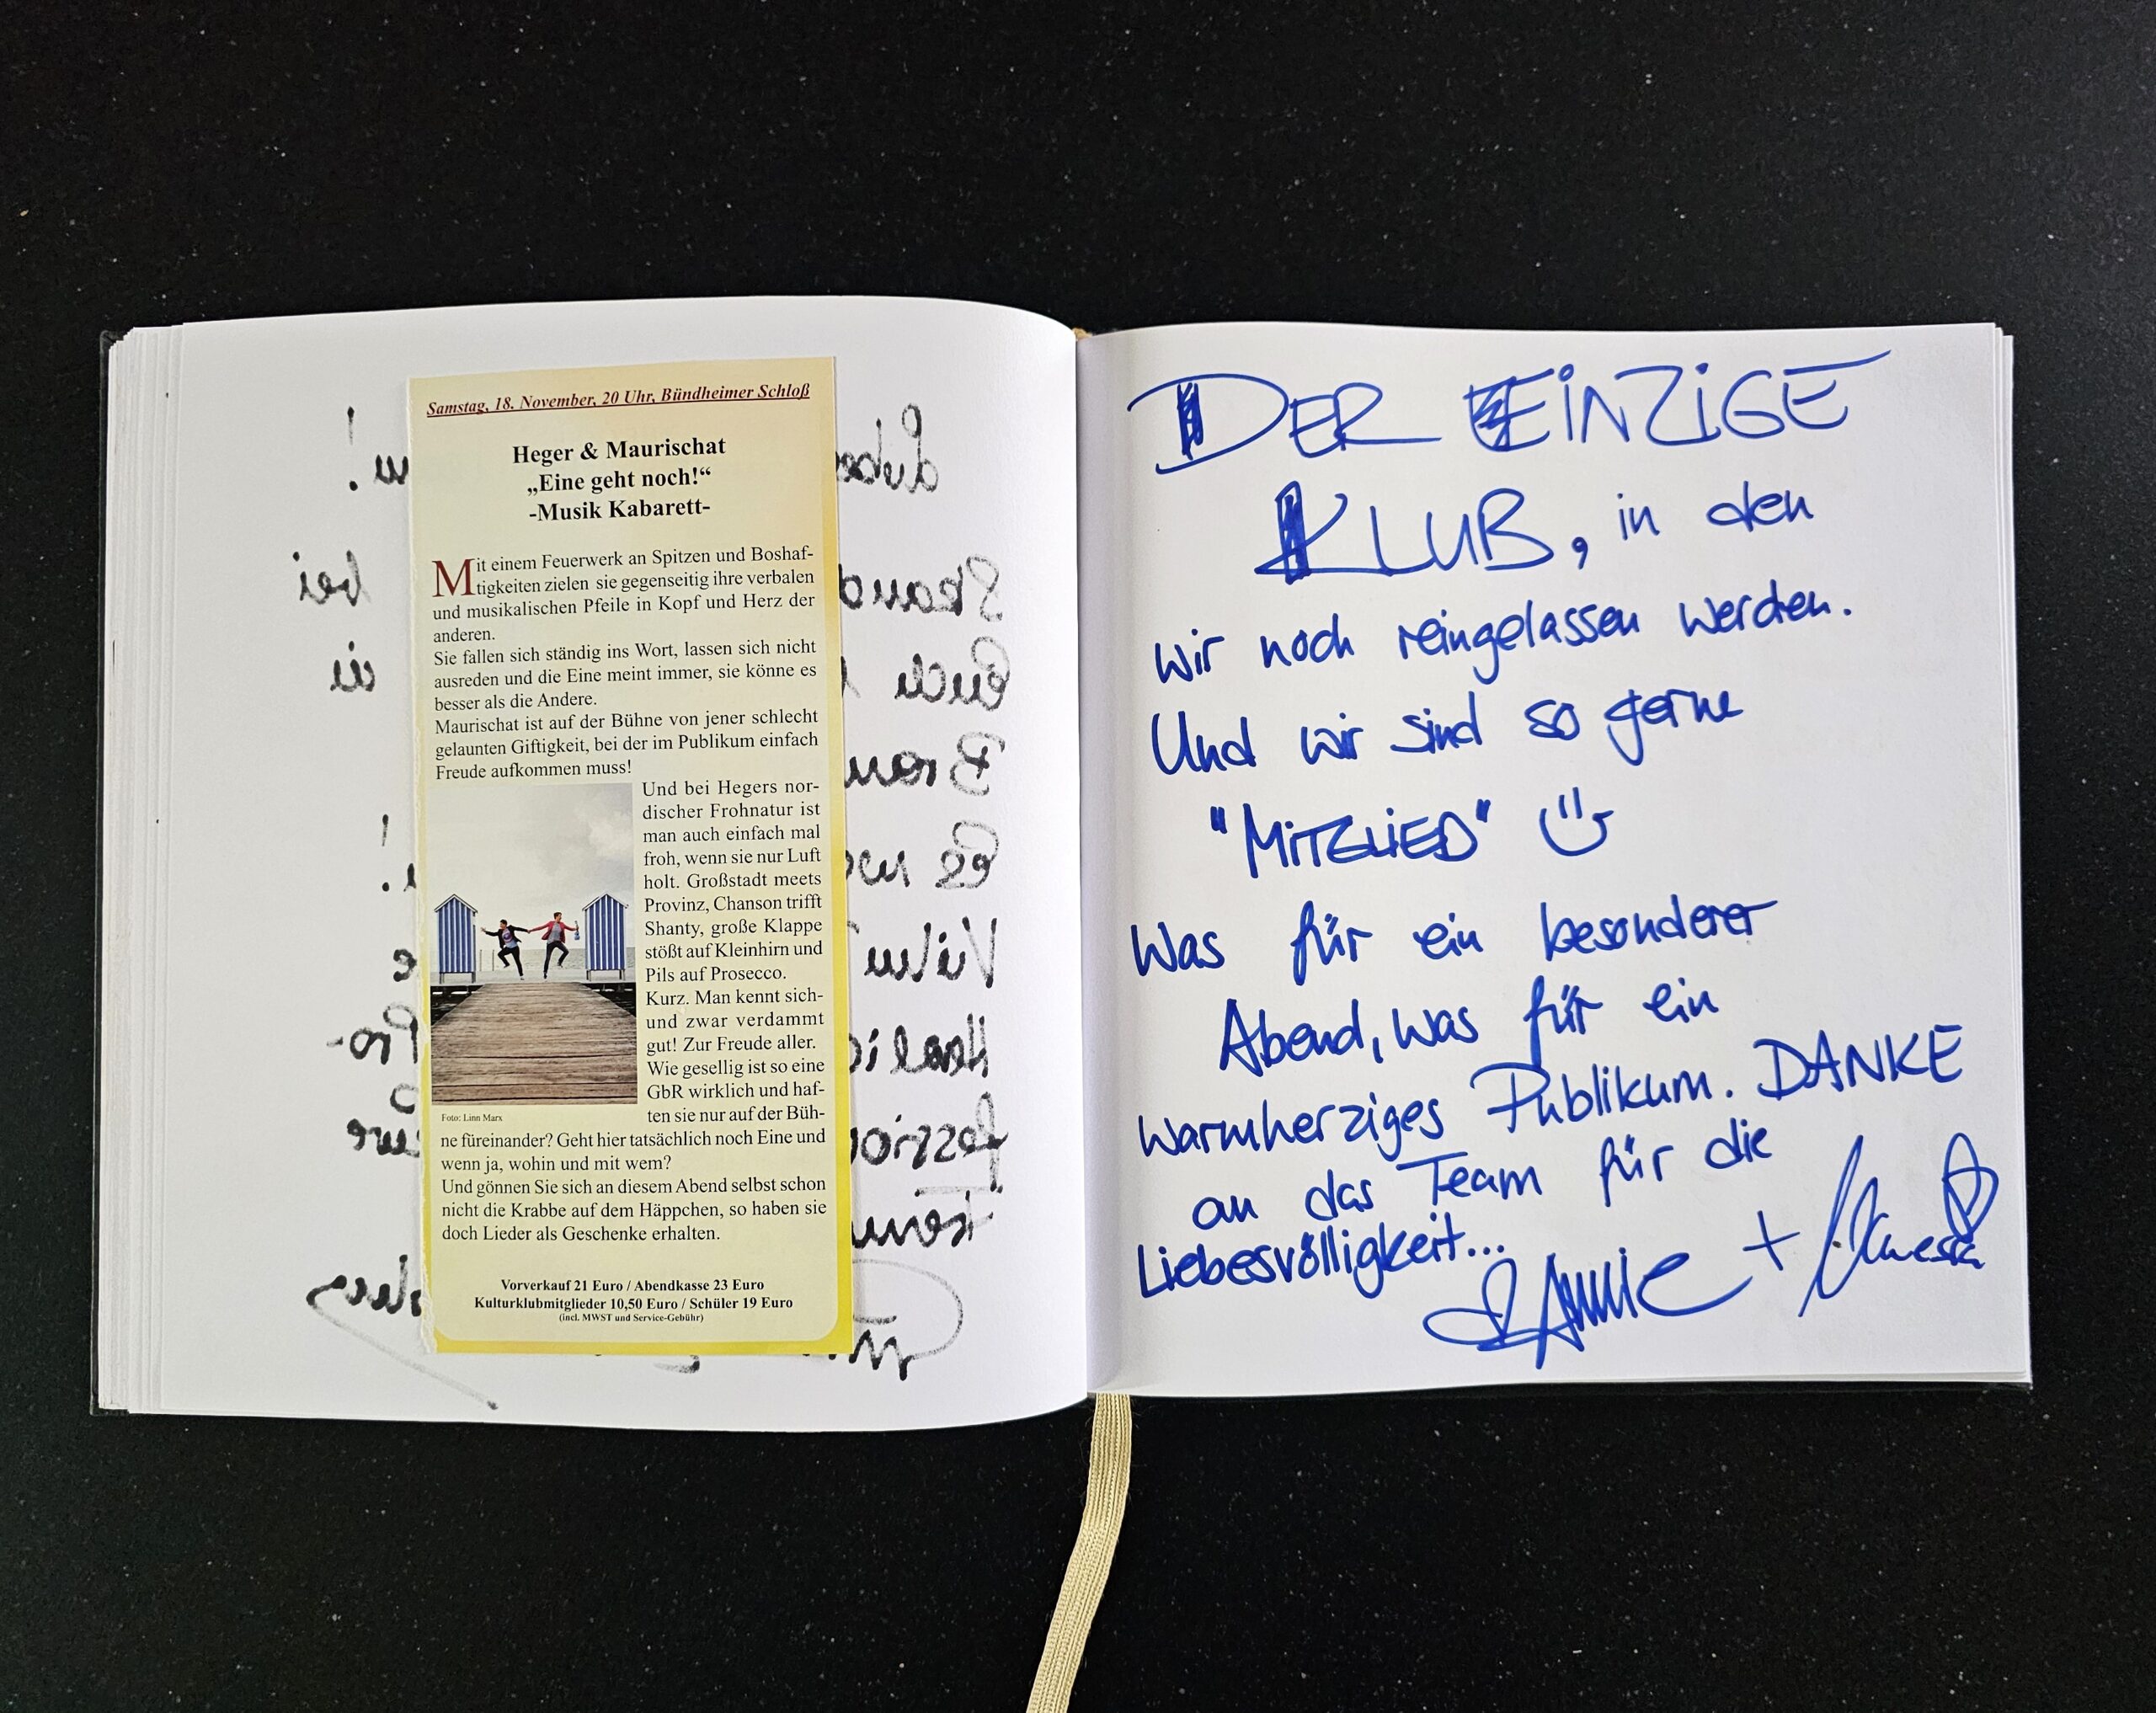 Samstag, 18. November, 20 Uhr, Bündheimer Schloß
Heger & Maurischat
„Eine geht noch!“
-Musik Kabarett-
Mit einem Feuerwerk an Spitzen und Boshaf-
tigkeiten zielen sie gegenseitig ihre verbalen
und musikalischen Pfeile in Kopf und Herz der
anderen.
Sie fallen sich ständig ins Wort, lassen sich nicht
ausreden und die Eine meint immer, sie könne es
besser als die Andere.
Maurischat ist auf der Bühne von jener schlecht
gelaunten Giftigkeit, bei der im Publikum einfach
Freude aufkommen muss!
Und bei Hegers nor-
discher Frohnatur ist
man auch einfach mal
froh, wenn sie nur Luft
holt. Großstadt meets
Provinz, Chanson trifft
Shanty, große Klappe
stößt auf Kleinhirn und
Pils auf Prosecco.
Kurz. Man kennt sich-
und zwar verdammt
gut! Zur Freude aller.
Wie gesellig ist so eine
GbR wirklich und haf-
ten sie nur auf der Büh-
Foto: Linn Marx
ne füreinander? Geht hier tatsächlich noch Eine und
wenn ja, wohin und mit wem?
Und gönnen Sie sich an diesem Abend selbst schon
nicht die Krabbe auf dem Häppchen, so haben sie
doch Lieder als Geschenke erhalten.
Vorverkauf 21 Euro / Abendkasse 23 Euro
Kulturklubmitglieder 10,50 Euro / Schüler 19 Euro
(incl. MWST und Service-Gebühr)
DER EiNZiGE
KLUB, in den
wir noch reingelassen werden.
Und wir sind so gerne
"MiTGLiED"
Was für ein besonderer
Abend, was für ein
warmherziges Publikum. DANKE
an das Team für die
Liebesvölligkeit...
+